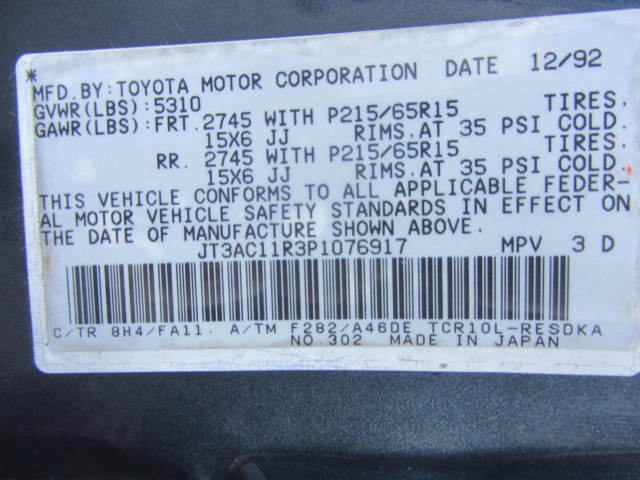 *
MFD.BY:TOYOTA MOTOR CORPORATION DATE 12/92
GVWR(LBS):5310
GAWR(LBS):FRT. 2745 WITH P215/65R15 TIRES.
15X6 JJ RIMS.AT 35 PSI COLD.
RR. 2745 WITH P215/65R15 TIRES.
15X6 JJ RIMS.AT 35 PSI COLD.
THIS VEHICLE CONFORMS TO ALL APPLICABLE FEDER-
AL MOTOR VEHICLE SAFETY STANDARDS IN EFFECT ON
THE DATE OF MANUFACTURE SHOWN ABOVE.
JT3AC11R3P1076917 MPV 3 D
C/TR 8H4/FA11, A/TM F282/A46DE TCR10L-RESDKA
NO.302 MADE IN JAPAN